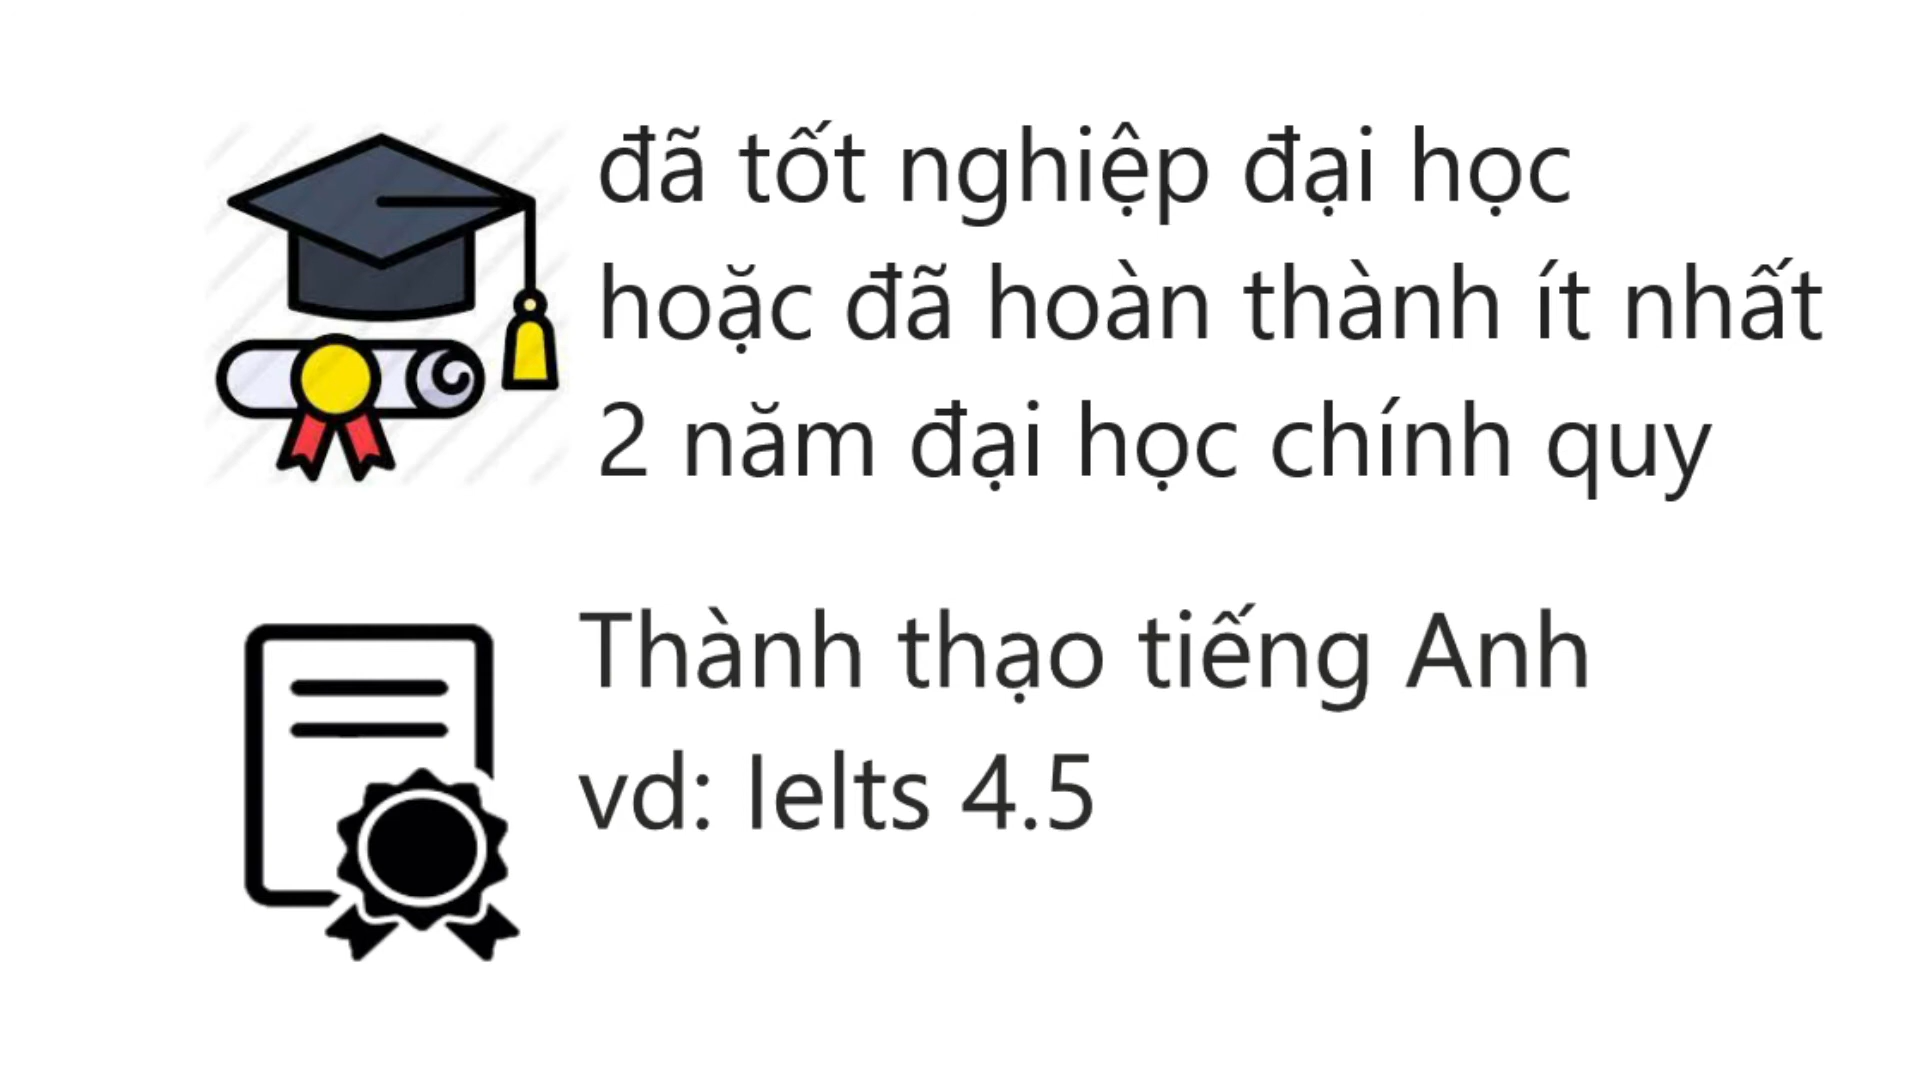 đã tốt nghiệp đại học
hoặc đã hoàn thành ít nhất
2 năm đại học chính quy
Thành thạo tiếng Anh
vd: Ielts 4.5